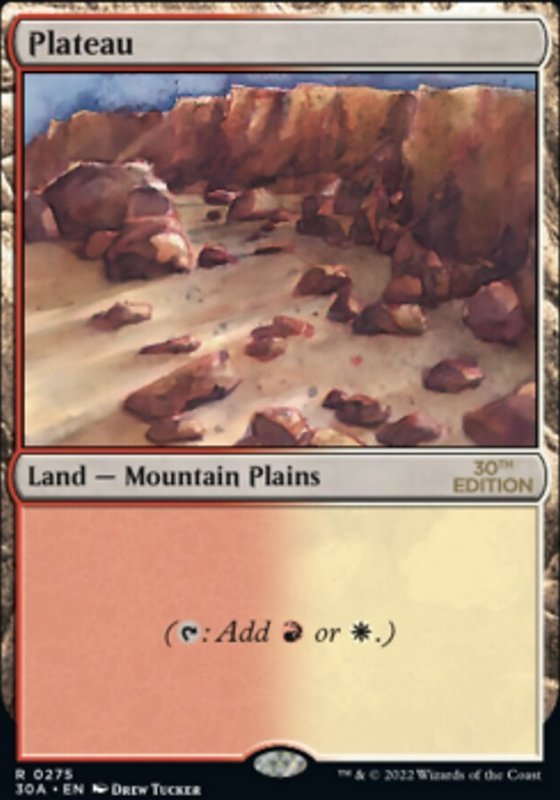 Plateau
Land — Mountain Plains
30TH
EDITION
(: Add or .)
R 0275
30A • EN DREW TUCKER
™ & © 2022 Wizards of the Coast